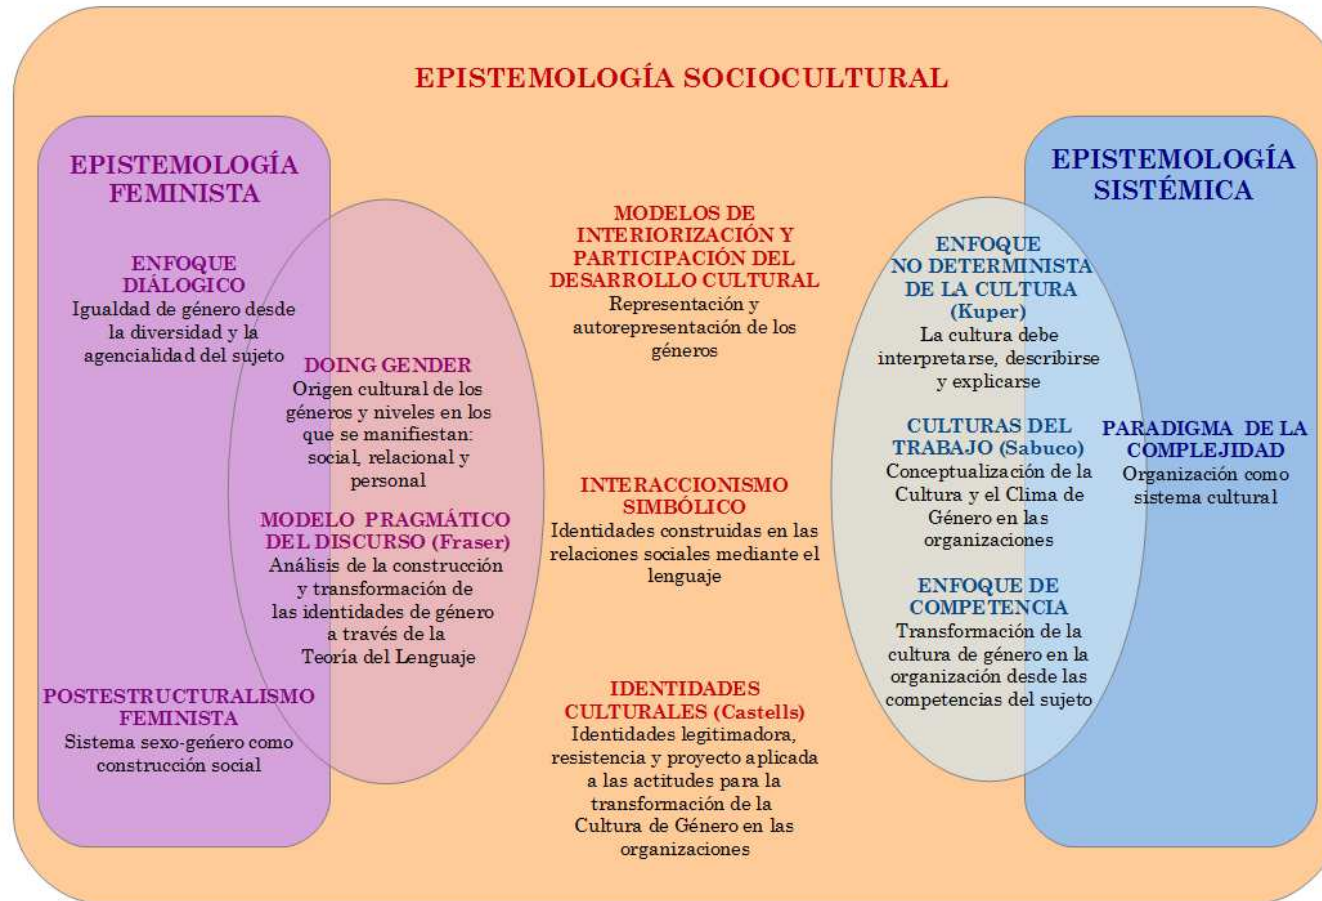 EPISTEMOLOGÍA SOCIOCULTURAL
EPISTEMOLOGÍA
FEMINISTA
ENFOQUE
DIÁLOGICO
Igualdad de género desde
la diversidad y la
agencialidad del sujeto
DOING GENDER
Origen cultural de los
géneros y niveles en los
que se manifiestan:
social, relacional y
personal
MODELO PRAGMÁTICO
DEL DISCURSO (Fraser)
Análisis de la construcción
y transformación de
las identidades de género
a través de la
Teoría del Lenguaje
POSTESTRUCTURALISMO
FEMINISTA
Sistema sexo-geńero como
construcción social
MODELOS DE
INTERIORIZACIÓN Y
PARTICIPACIÓN DEL
DESARROLLO CULTURAL
Representación y
autorepresentación de los
géneros
INTERACCIONISMO
SIMBÓLICO
Identidades construidas en las
relaciones sociales mediante el
lenguaje
IDENTIDADES
CULTURALES (Castells)
Identidades legitimadora,
resistencia y proyecto aplicada
a las actitudes para la
transformación de la
Cultura de Género en las
organizaciones
EPISTEMOLOGÍA
SISTÉMICA
ENFOQUE
NO DETERMINISTA
DE LA CULTURA
(Kuper)
La cultura debe
interpretarse, describirse
y explicarse
CULTURAS DEL
TRABAJO (Sabuco)
Conceptualización de la
Cultura y el Clima de
Género en las
organizaciones
ENFOQUE DE
COMPETENCIA
Transformación de la
cultura de género en la
organización desde las
competencias del sujeto
PARADIGMA DE LA
COMPLEJIDAD
Organización como
sistema cultural